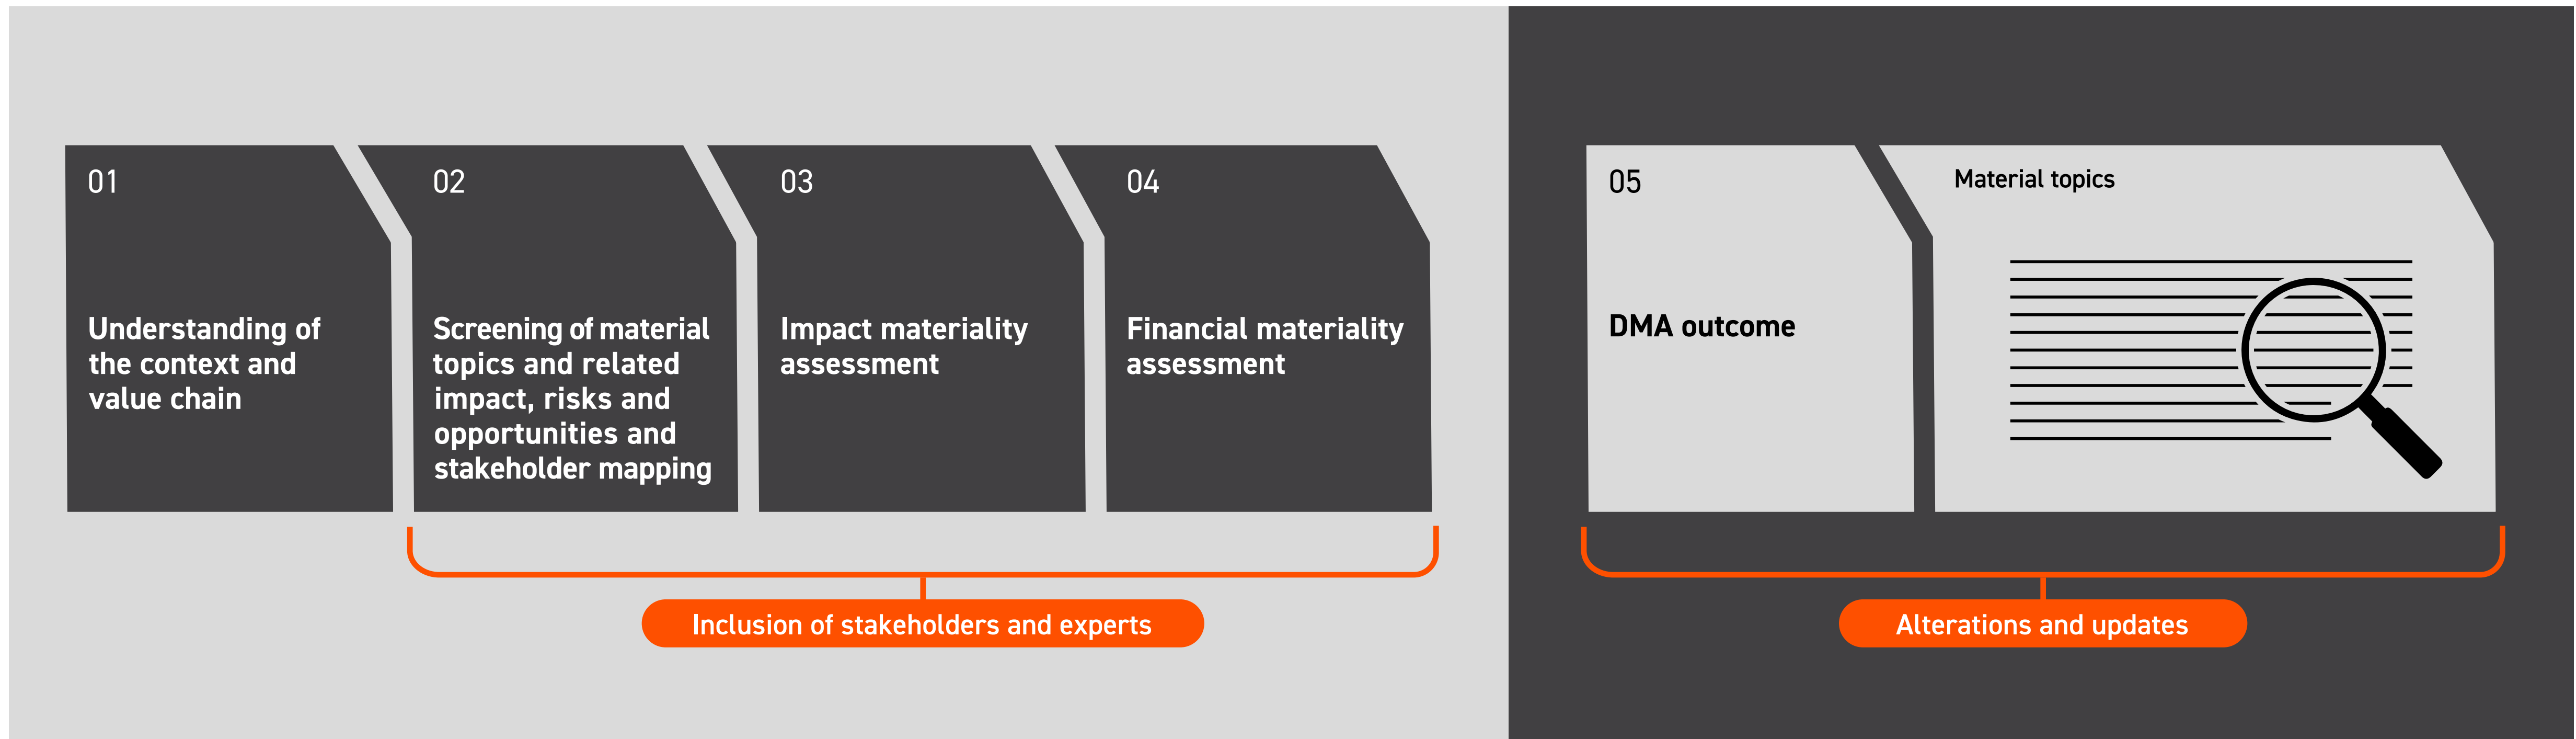 01
Understanding of
the context and
value chain
02
Screening of material
topics and related
impact, risks and
opportunities and
stakeholder mapping
03
Impact materiality
assessment
04
Financial materiality
assessment
Inclusion of stakeholders and experts
05
DMA outcome
Material topics
Alterations and updates